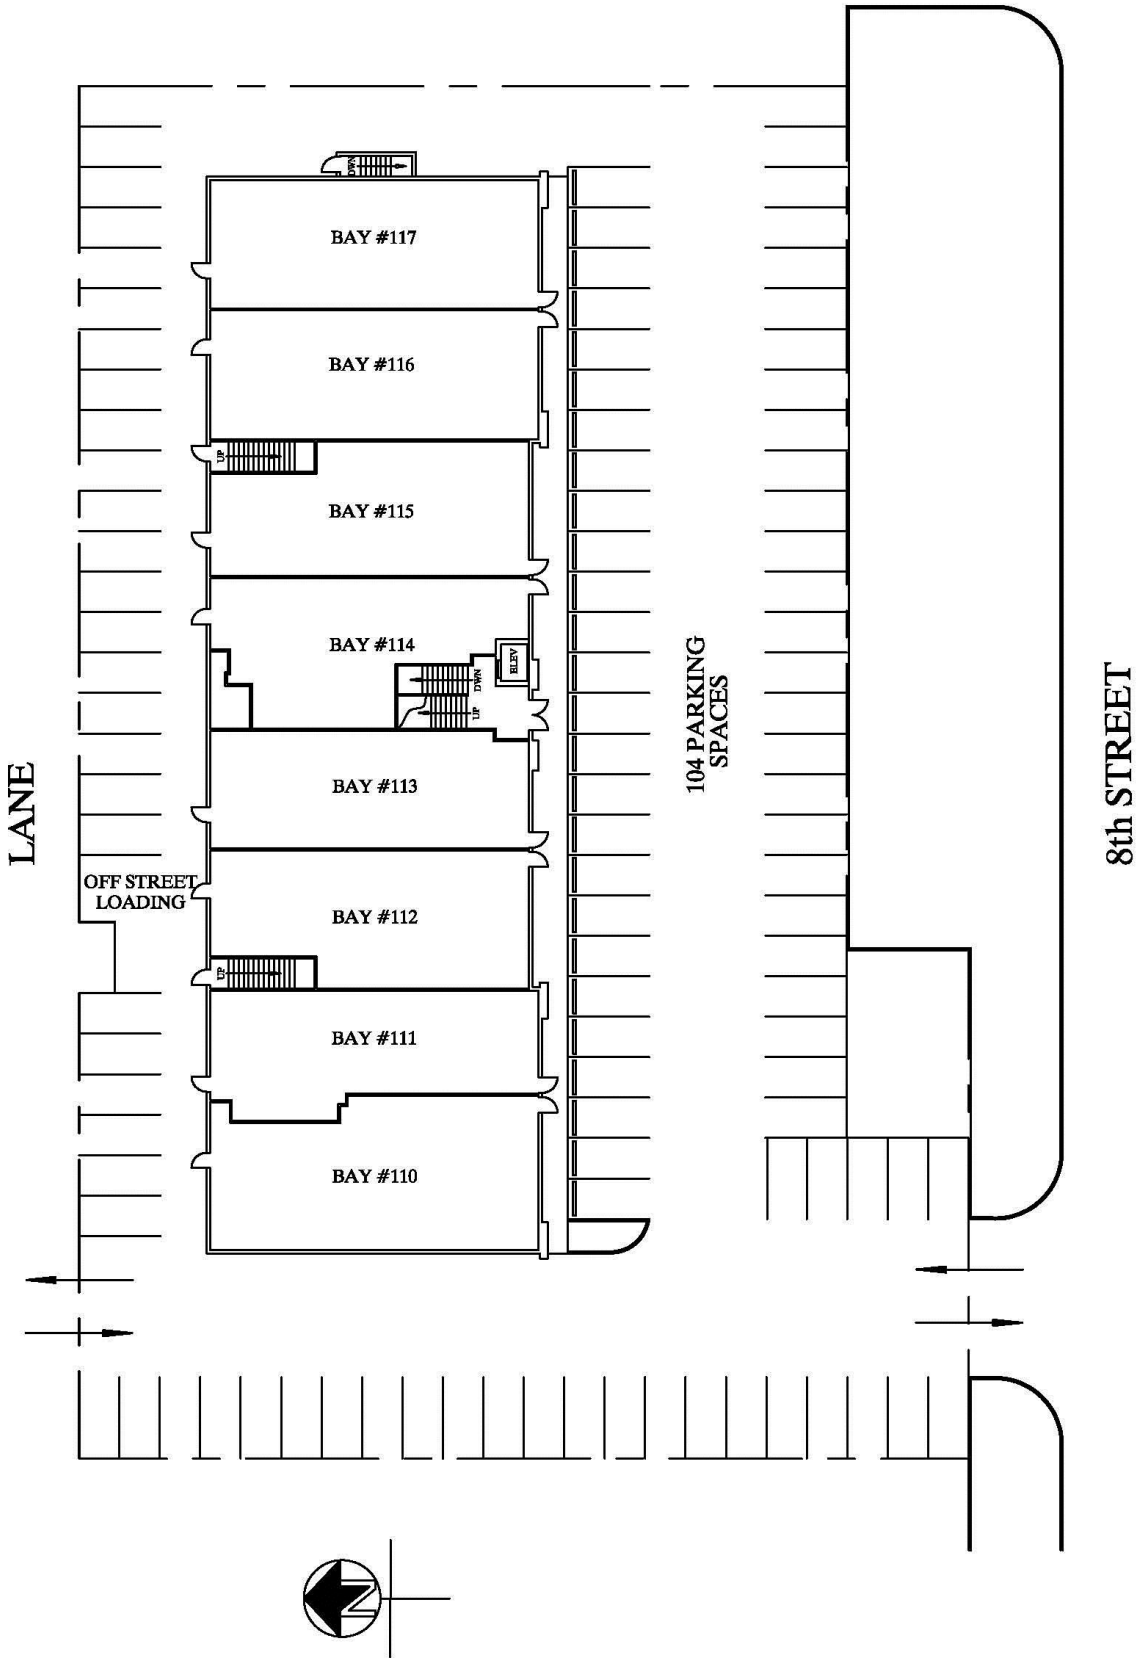 DWN
BAY #117
BAY #116
UP
BAY #115
BAY #114
ELEV
DWN
UP
104 PARKING
SPACES
8th STREET
LANE
BAY #113
OFF STREET
LOADING
BAY #112
UP
BAY #111
BAY #110
N